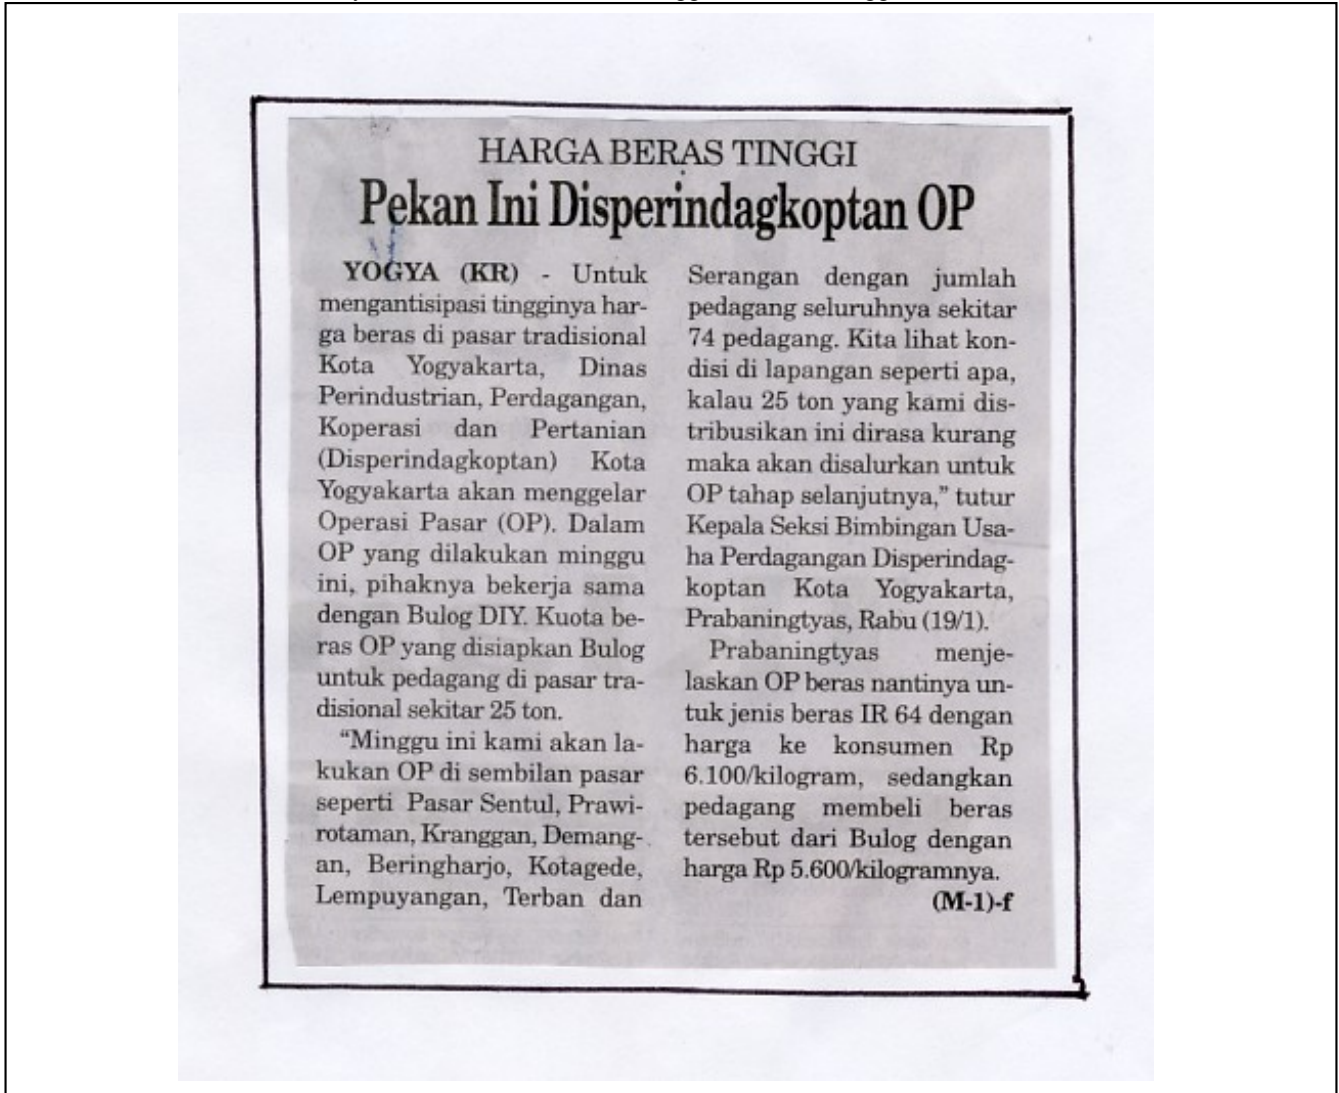 HARGA BERAS TINGGI
Pekan Ini Disperindagkoptan OP
YOGYA (KR) - Untuk
mengantisipasi tingginya har-
ga beras di pasar tradisional
Kota Yogyakarta, Dinas
Perindustrian, Perdagangan,
Koperasi dan Pertanian
(Disperindagkoptan) Kota
Yogyakarta akan menggelar
Operasi Pasar (OP). Dalam
OP yang dilakukan minggu
ini, pihaknya bekerja sama
dengan Bulog DIY. Kuota be-
ras OP yang disiapkan Bulog
untuk pedagang di pasar tra-
disional sekitar 25 ton.
"Minggu ini kami akan la-
kukan OP di sembilan pasar
seperti Pasar Sentul, Prawi-
rotaman, Kranggan, Demang-
an, Beringharjo, Kotagede,
Lempuyangan, Terban dan
Serangan dengan jumlah
pedagang seluruhnya sekitar
74 pedagang. Kita lihat kon-
disi di lapangan seperti apa,
kalau 25 ton yang kami dis-
tribusikan ini dirasa kurang
maka akan disalurkan untuk
OP tahap selanjutnya," tutur
Kepala Seksi Bimbingan Usa-
ha Perdagangan Disperindag-
koptan Kota Yogyakarta,
Prabaningtyas, Rabu (19/1).
Prabaningtyas menje-
laskan OP beras nantinya un-
tuk jenis beras IR 64 dengan
harga ke konsumen Rp
6.100/kilogram, sedangkan
pedagang membeli beras
tersebut dari Bulog dengan
harga Rp 5.600/kilogramnya.
(M-1)-f